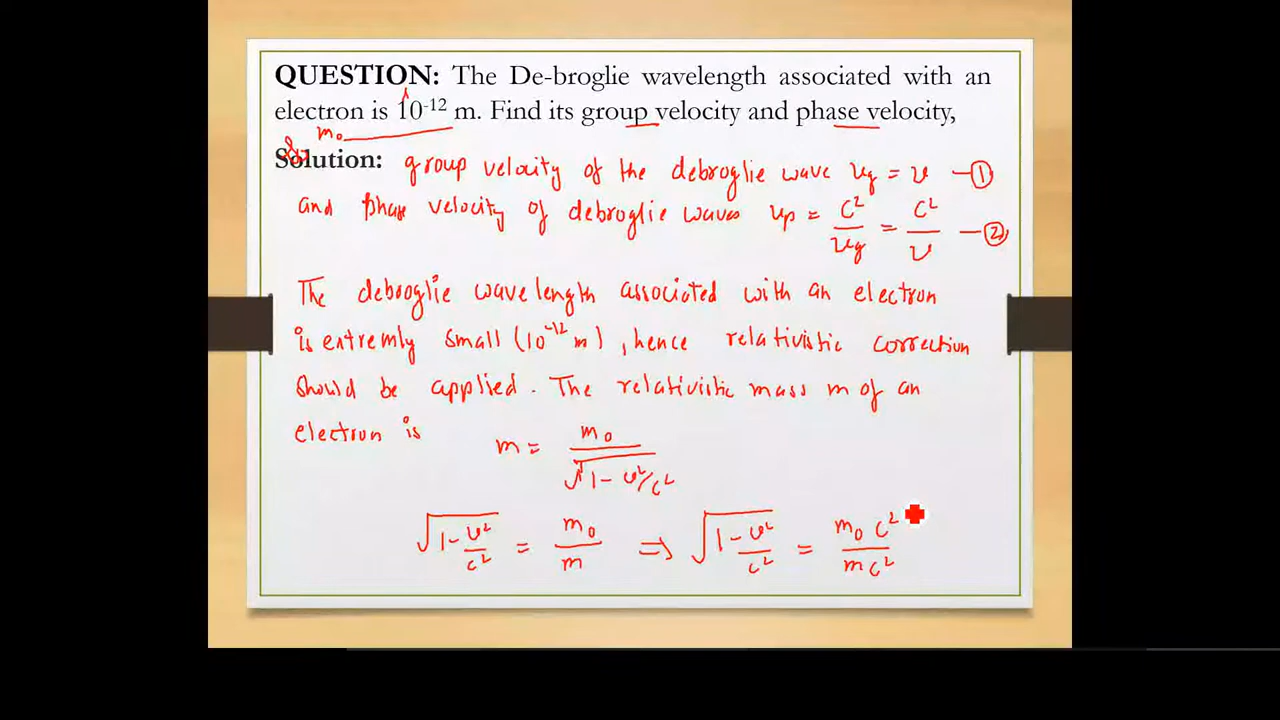 QUESTION: The De-broglie wavelength associated with an
electron is 10⁻¹² m. Find its group velocity and phase velocity,
m₀
Solution: group velocity of the debroglie wave vg = v —①
and phase velocity of debroglie waves vp = C²/vg = C²/v —②
The debroglie wavelength associated with an electron
is extremly small (10⁻¹² m), hence relativistic correction
should be applied. The relativistic mass m of an
electron is m = m₀/√(1 - v²/c²)
√(1 - v²/c²) = m₀/m ⇒ √(1 - v²/c²) = m₀c²/mc²